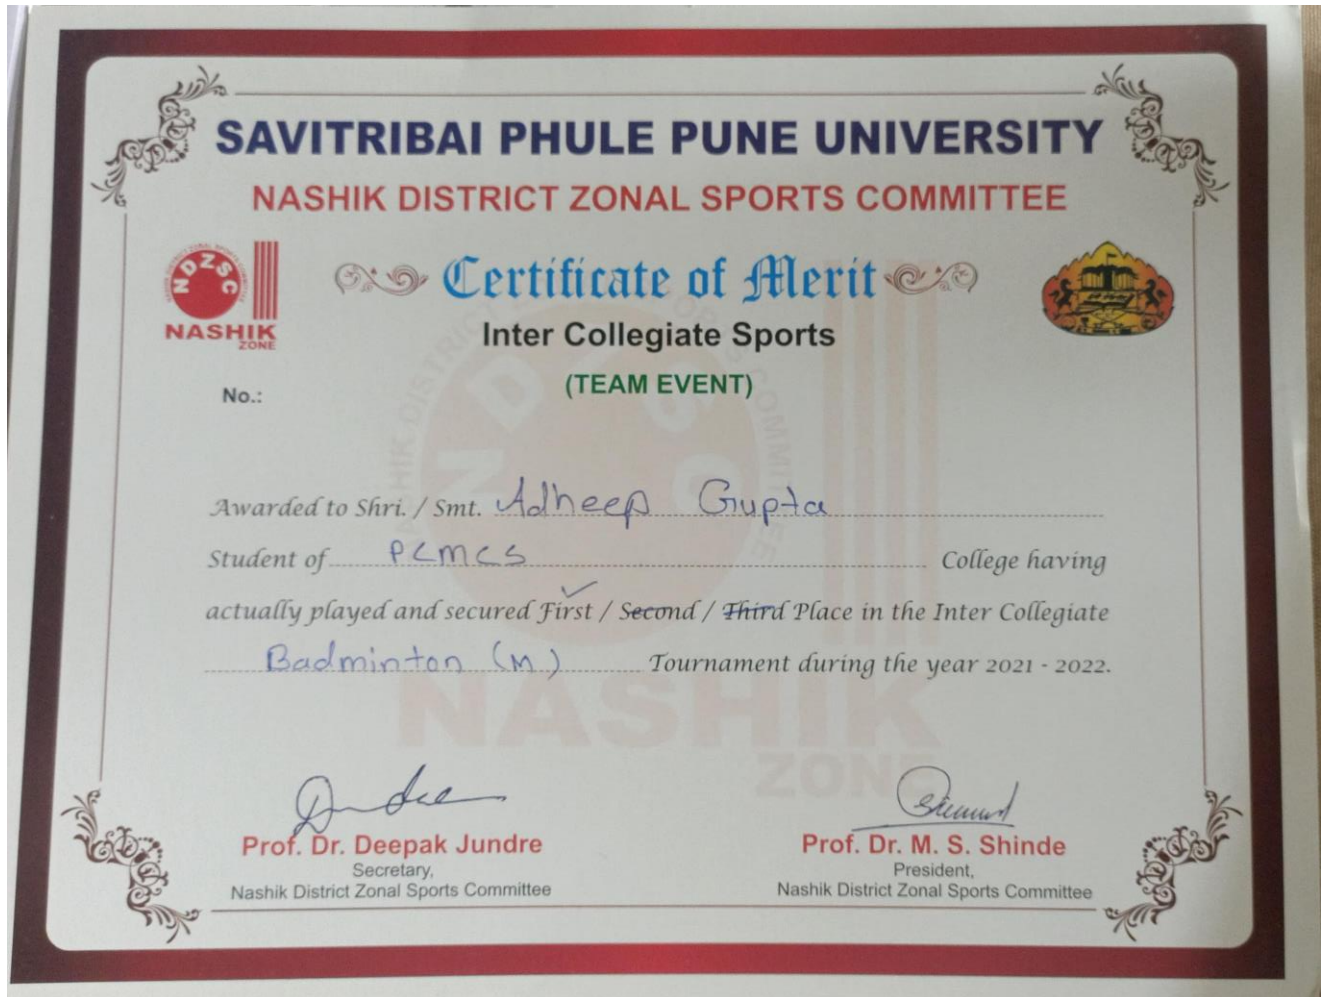 SAVITRIBAI PHULE PUNE UNIVERSITY
NASHIK DISTRICT ZONAL SPORTS COMMITTEE
NDZSC
NASHIK
ZONE
Certificate of Merit
Inter Collegiate Sports
(TEAM EVENT)
No.:
Awarded to Shri. / Smt. Adheep Gupta
Student of PCMCS College having
actually played and secured First / Second / Third Place in the Inter Collegiate
Badminton (M) Tournament during the year 2021 - 2022.
NASHIK
ZONE
Prof. Dr. Deepak Jundre
Secretary,
Nashik District Zonal Sports Committee
Prof. Dr. M. S. Shinde
President,
Nashik District Zonal Sports Committee